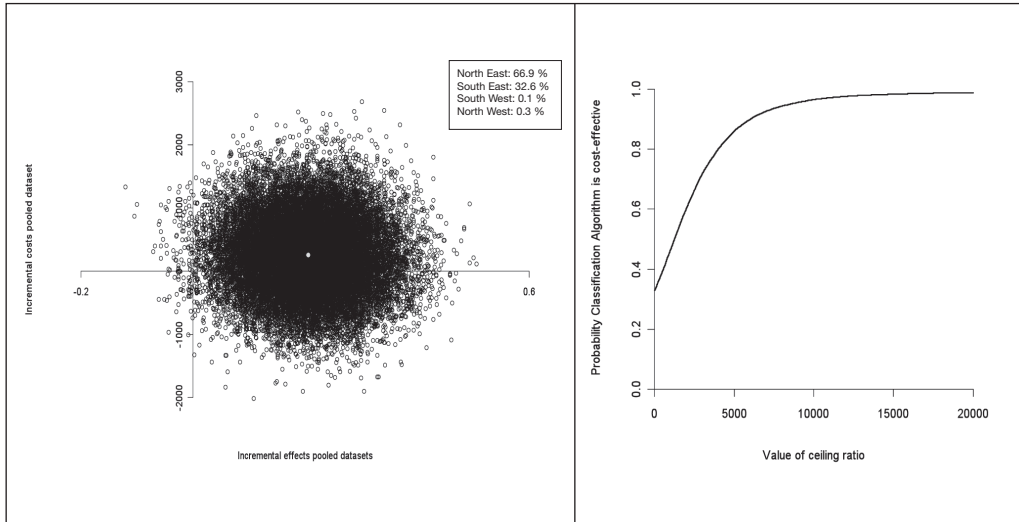 North East: 66.9 %
South East: 32.6 %
South West: 0.1 %
North West: 0.3 %
Incremental costs pooled dataset
3000
2000
1000
-1000
-2000
-0.2
0.6
Incremental effects pooled datasets
Probability Classification Algorithm is cost-effective
1.0
0.8
0.6
0.4
0.2
0.0
0
5000
10000
15000
20000
Value of ceiling ratio